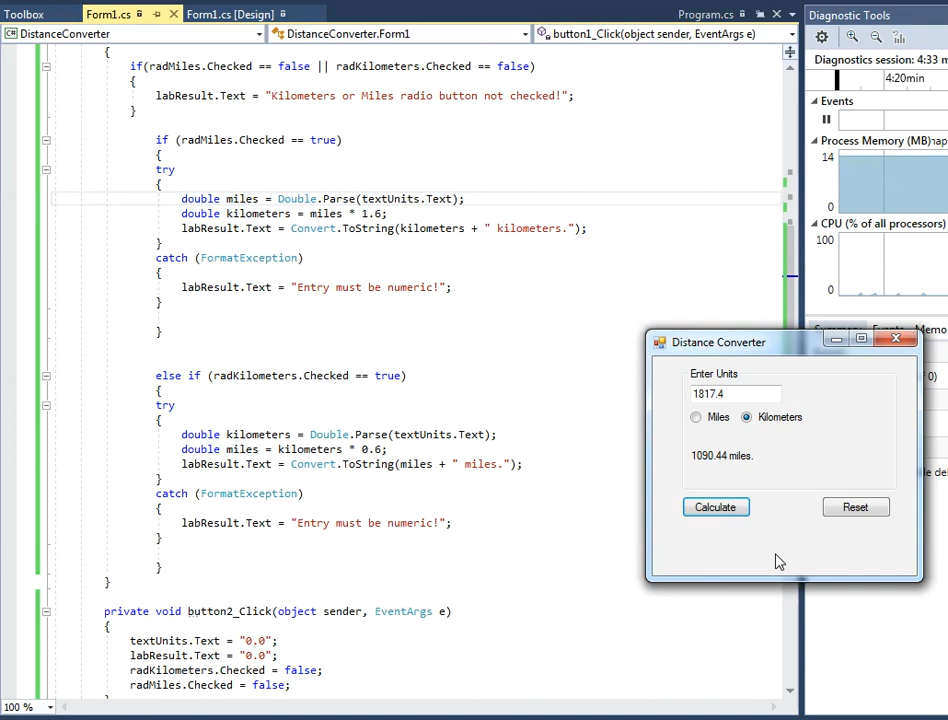 Toolbox
Form1.cs
Form1.cs [Design]
Program.cs
Diagnostic Tools
DistanceConverter
DistanceConverter.Form1
button1_Click(object sender, EventArgs e)
{
if(radMiles.Checked == false || radKilometers.Checked == false)
{
labResult.Text = "Kilometers or Miles radio button not checked!";
}
if (radMiles.Checked == true)
{
try
{
double miles = Double.Parse(textUnits.Text);
double kilometers = miles * 1.6;
labResult.Text = Convert.ToString(kilometers + " kilometers.");
}
catch (FormatException)
{
labResult.Text = "Entry must be numeric!";
}
}
else if (radKilometers.Checked == true)
{
try
{
double kilometers = Double.Parse(textUnits.Text);
double miles = kilometers * 0.6;
labResult.Text = Convert.ToString(miles + " miles.");
}
catch (FormatException)
{
labResult.Text = "Entry must be numeric!";
}
}
}
private void button2_Click(object sender, EventArgs e)
{
textUnits.Text = "0.0";
labResult.Text = "0.0";
radKilometers.Checked = false;
radMiles.Checked = false;
100 %
Diagnostics session: 4:33 m
4:20min
Events
Process Memory (MB)
14
0
CPU (% of all processors)
100
0
Summary Events Memo
Distance Converter
Enter Units
1817.4
Miles
Kilometers
1090.44 miles.
Calculate
Reset